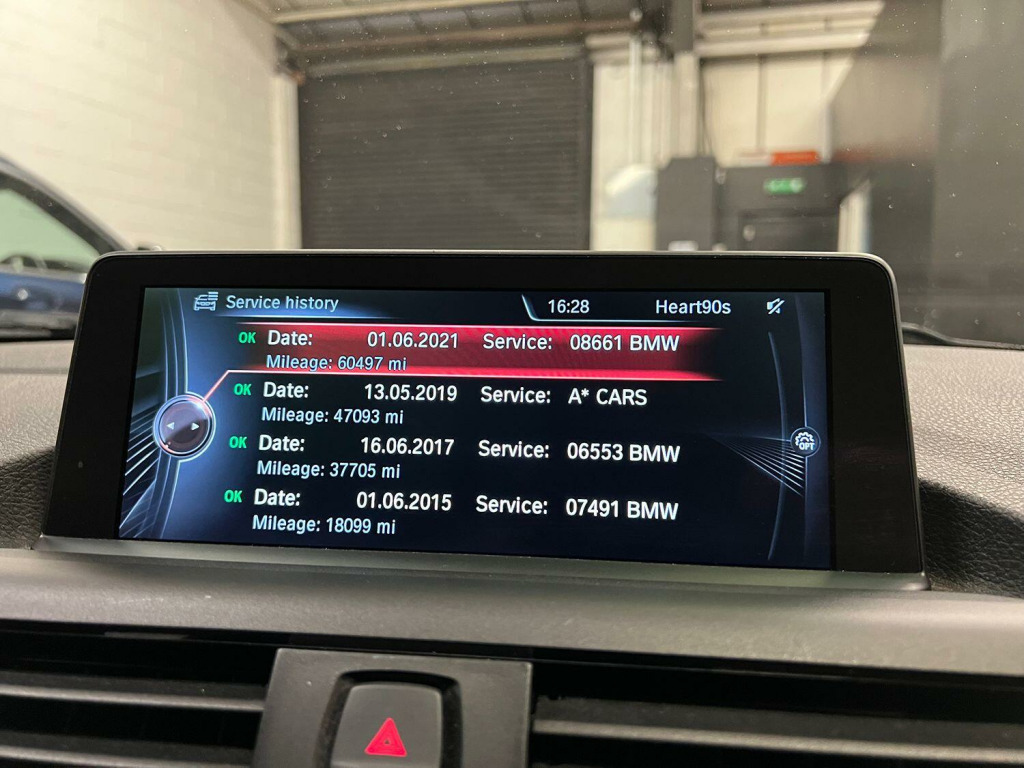 Service history 16:28 Heart90s
OK Date: 01.06.2021 Service: 08661 BMW
Mileage: 60497 mi
OK Date: 13.05.2019 Service: A* CARS
Mileage: 47093 mi
OK Date: 16.06.2017 Service: 06553 BMW
Mileage: 37705 mi
OK Date: 01.06.2015 Service: 07491 BMW
Mileage: 18099 mi
OPT